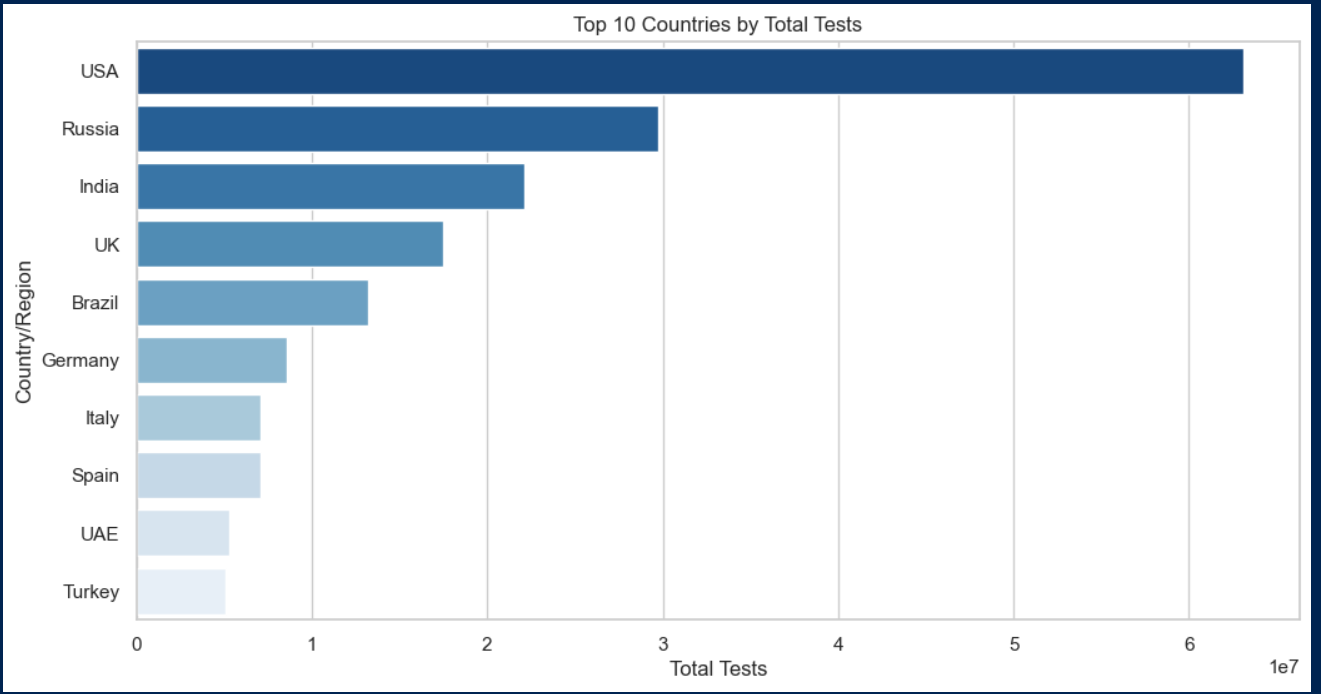 Top 10 Countries by Total Tests
USA
Russia
India
UK
Brazil
Germany
Italy
Spain
UAE
Turkey
Country/Region
0 1 2 3 4 5 6
1e7
Total Tests